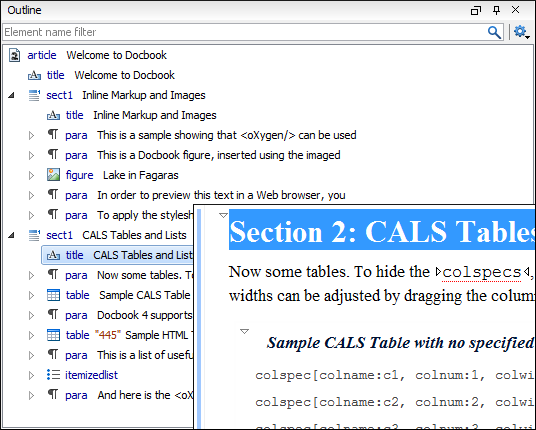 Outline
Element name filter
article Welcome to Docbook
title Welcome to Docbook
sect1 Inline Markup and Images
title Inline Markup and Images
para This is a sample showing that <oXygen/> can be used
para This is a Docbook figure, inserted using the imaged
figure Lake in Fagaras
para In order to preview this text in a Web browser, you
para To apply the stylesh
sect1 CALS Tables and Lists
title CALS Tables and List
para Now some tables. To
table Sample CALS Table
para Docbook 4 supports
table "445" Sample HTML T
para This is a list of usefu
itemizedlist
para And here is the <oX
Section 2: CALS Tables
Now some tables. To hide the colspecs,
widths can be adjusted by dragging the colum
Sample CALS Table with no specified
colspec[colname:c1, colnum:1, colwi
colspec[colname:c2, colnum:2, colwi
colspec[colname:c3, colnum:3, colwi